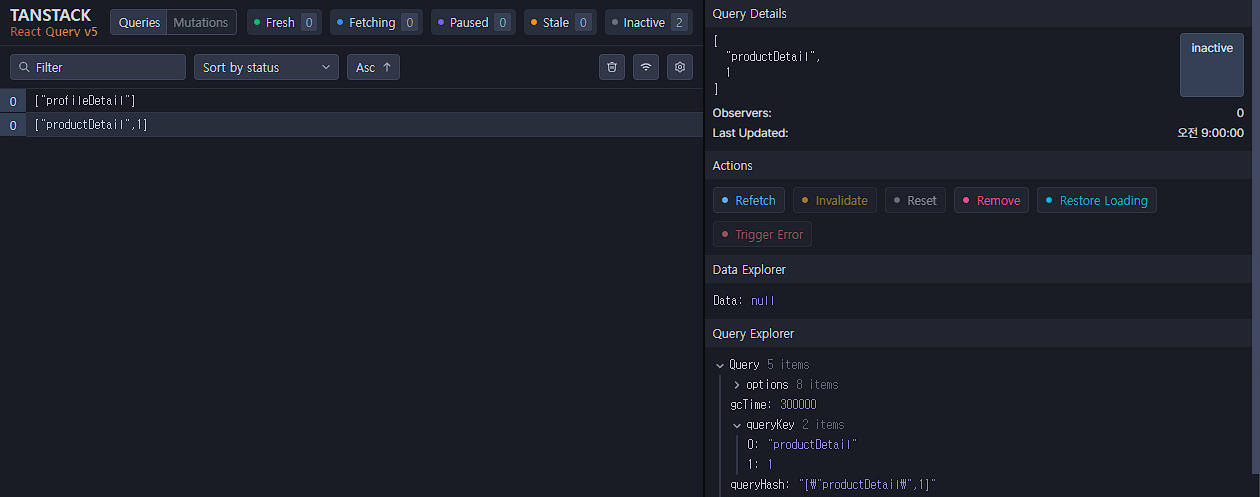 TANSTACK
React Query v5
Queries Mutations
Fresh 0
Fetching 0
Paused 0
Stale 0
Inactive 2
Filter
Sort by status
Asc ↑
0 ["profileDetail"]
0 ["productDetail",1]
Query Details
[
"productDetail",
1
]
inactive
Observers: 0
Last Updated: 오전 9:00:00
Actions
Refetch Invalidate Reset Remove Restore Loading
Trigger Error
Data Explorer
Data: null
Query Explorer
Query 5 items
options 8 items
gcTime: 300000
queryKey 2 items
0: "productDetail"
1: 1
queryHash: "[₩"productDetail₩",1]"